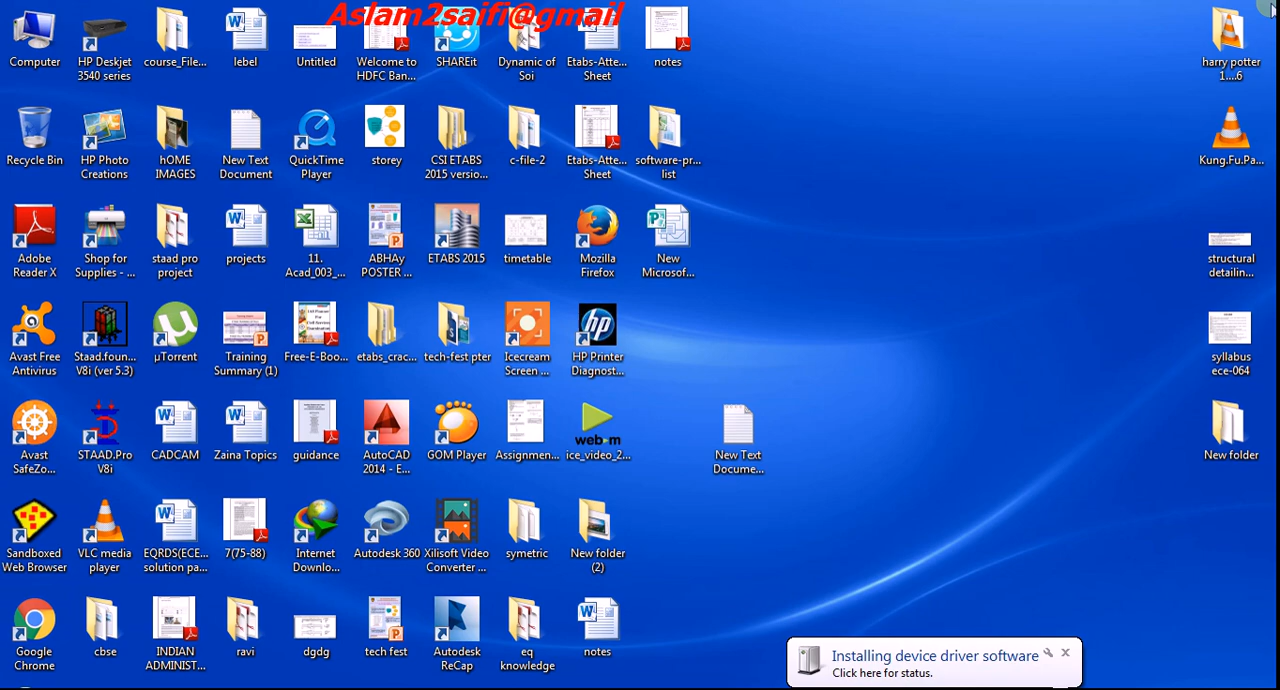 Aslam2saifi@gmail
Computer
HP Deskjet
3540 series
course_File...
lebel
Untitled
Welcome to
HDFC Ban...
SHAREit
Dynamic of
Soi
Etabs-Atte...
Sheet
notes
harry potter
1....6
Recycle Bin
HP Photo
Creations
hOME
IMAGES
New Text
Document
QuickTime
Player
storey
CSI ETABS
2015 versio...
c-file-2
Etabs-Atte...
Sheet
software-pr...
list
Kung.Fu.Pa...
Adobe
Reader X
Shop for
Supplies - ...
staad pro
project
projects
11.
Acad_003_...
ABHAy
POSTER ...
ETABS 2015
timetable
Mozilla
Firefox
New
Microsof...
structural
detailin...
Avast Free
Antivirus
Staad.foun...
V8i (ver 5.3)
µTorrent
Training
Summary (1)
Free-E-Boo...
etabs_crac...
tech-fest pter
Icecream
Screen ...
HP Printer
Diagnost...
syllabus
ece-064
Avast
SafeZo...
STAAD.Pro
V8i
CADCAM
Zaina Topics
guidance
AutoCAD
2014 - E...
GOM Player
Assignmen...
webm
ice_video_2...
New Text
Docume...
New folder
Sandboxed
Web Browser
VLC media
player
EQRDS(ECE...
solution pa...
7(75-88)
Internet
Downlo...
Autodesk 360
Xilisoft Video
Converter ...
symetric
New folder
(2)
Google
Chrome
cbse
INDIAN
ADMINIST...
ravi
dgdg
tech fest
Autodesk
ReCap
eq
knowledge
notes
Installing device driver software
Click here for status.